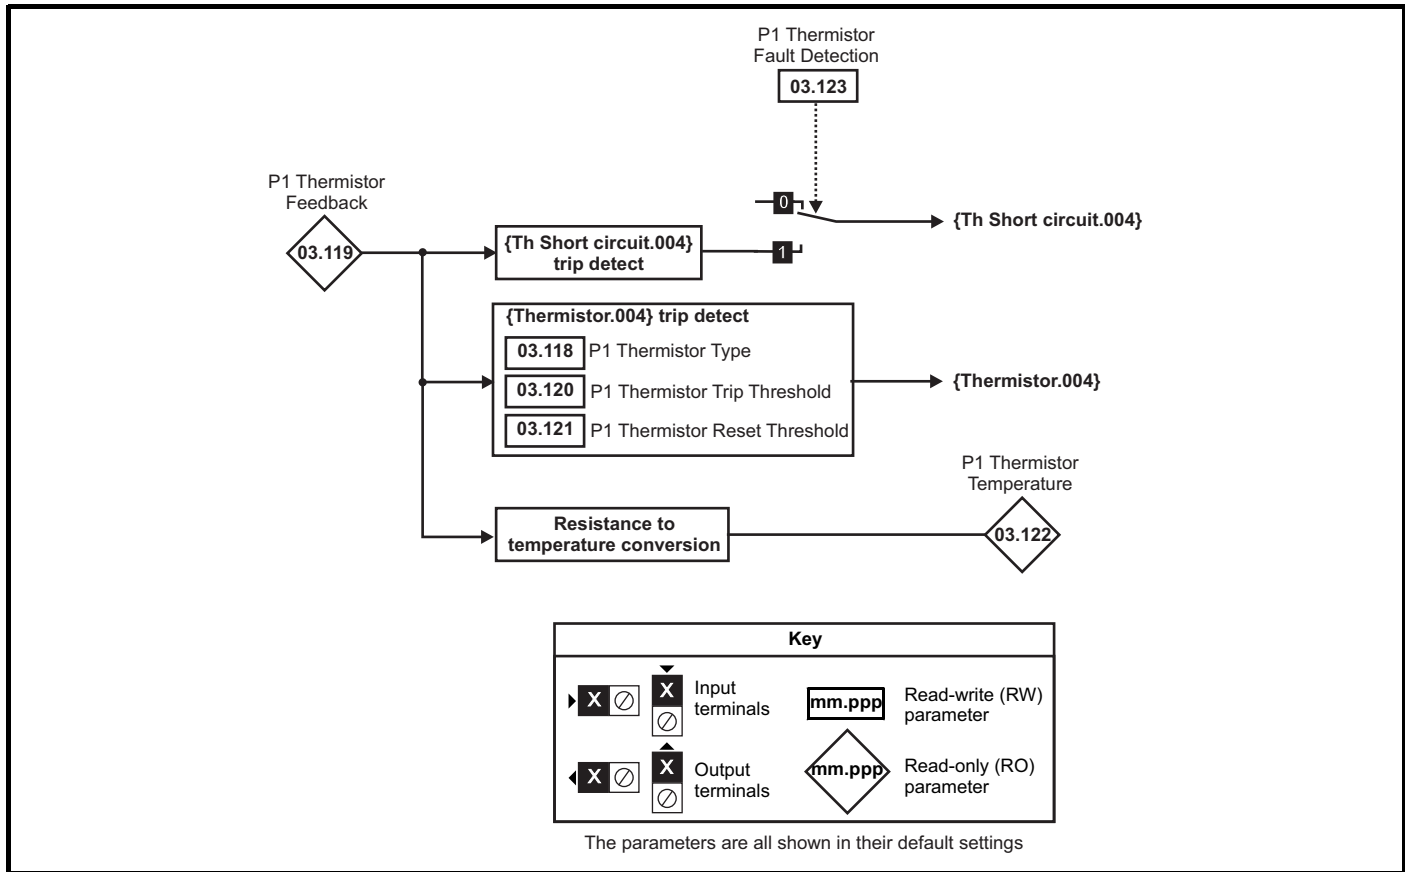 P1 Thermistor
Fault Detection
03.123
P1 Thermistor
Feedback
03.119
0
{Th Short circuit.004}
{Th Short circuit.004}
trip detect
1
{Thermistor.004} trip detect
03.118 P1 Thermistor Type
03.120 P1 Thermistor Trip Threshold
03.121 P1 Thermistor Reset Threshold
{Thermistor.004}
P1 Thermistor
Temperature
03.122
Resistance to
temperature conversion
Key
X
X
Input
terminals
mm.ppp
Read-write (RW)
parameter
X
X
Output
terminals
mm.ppp
Read-only (RO)
parameter
The parameters are all shown in their default settings